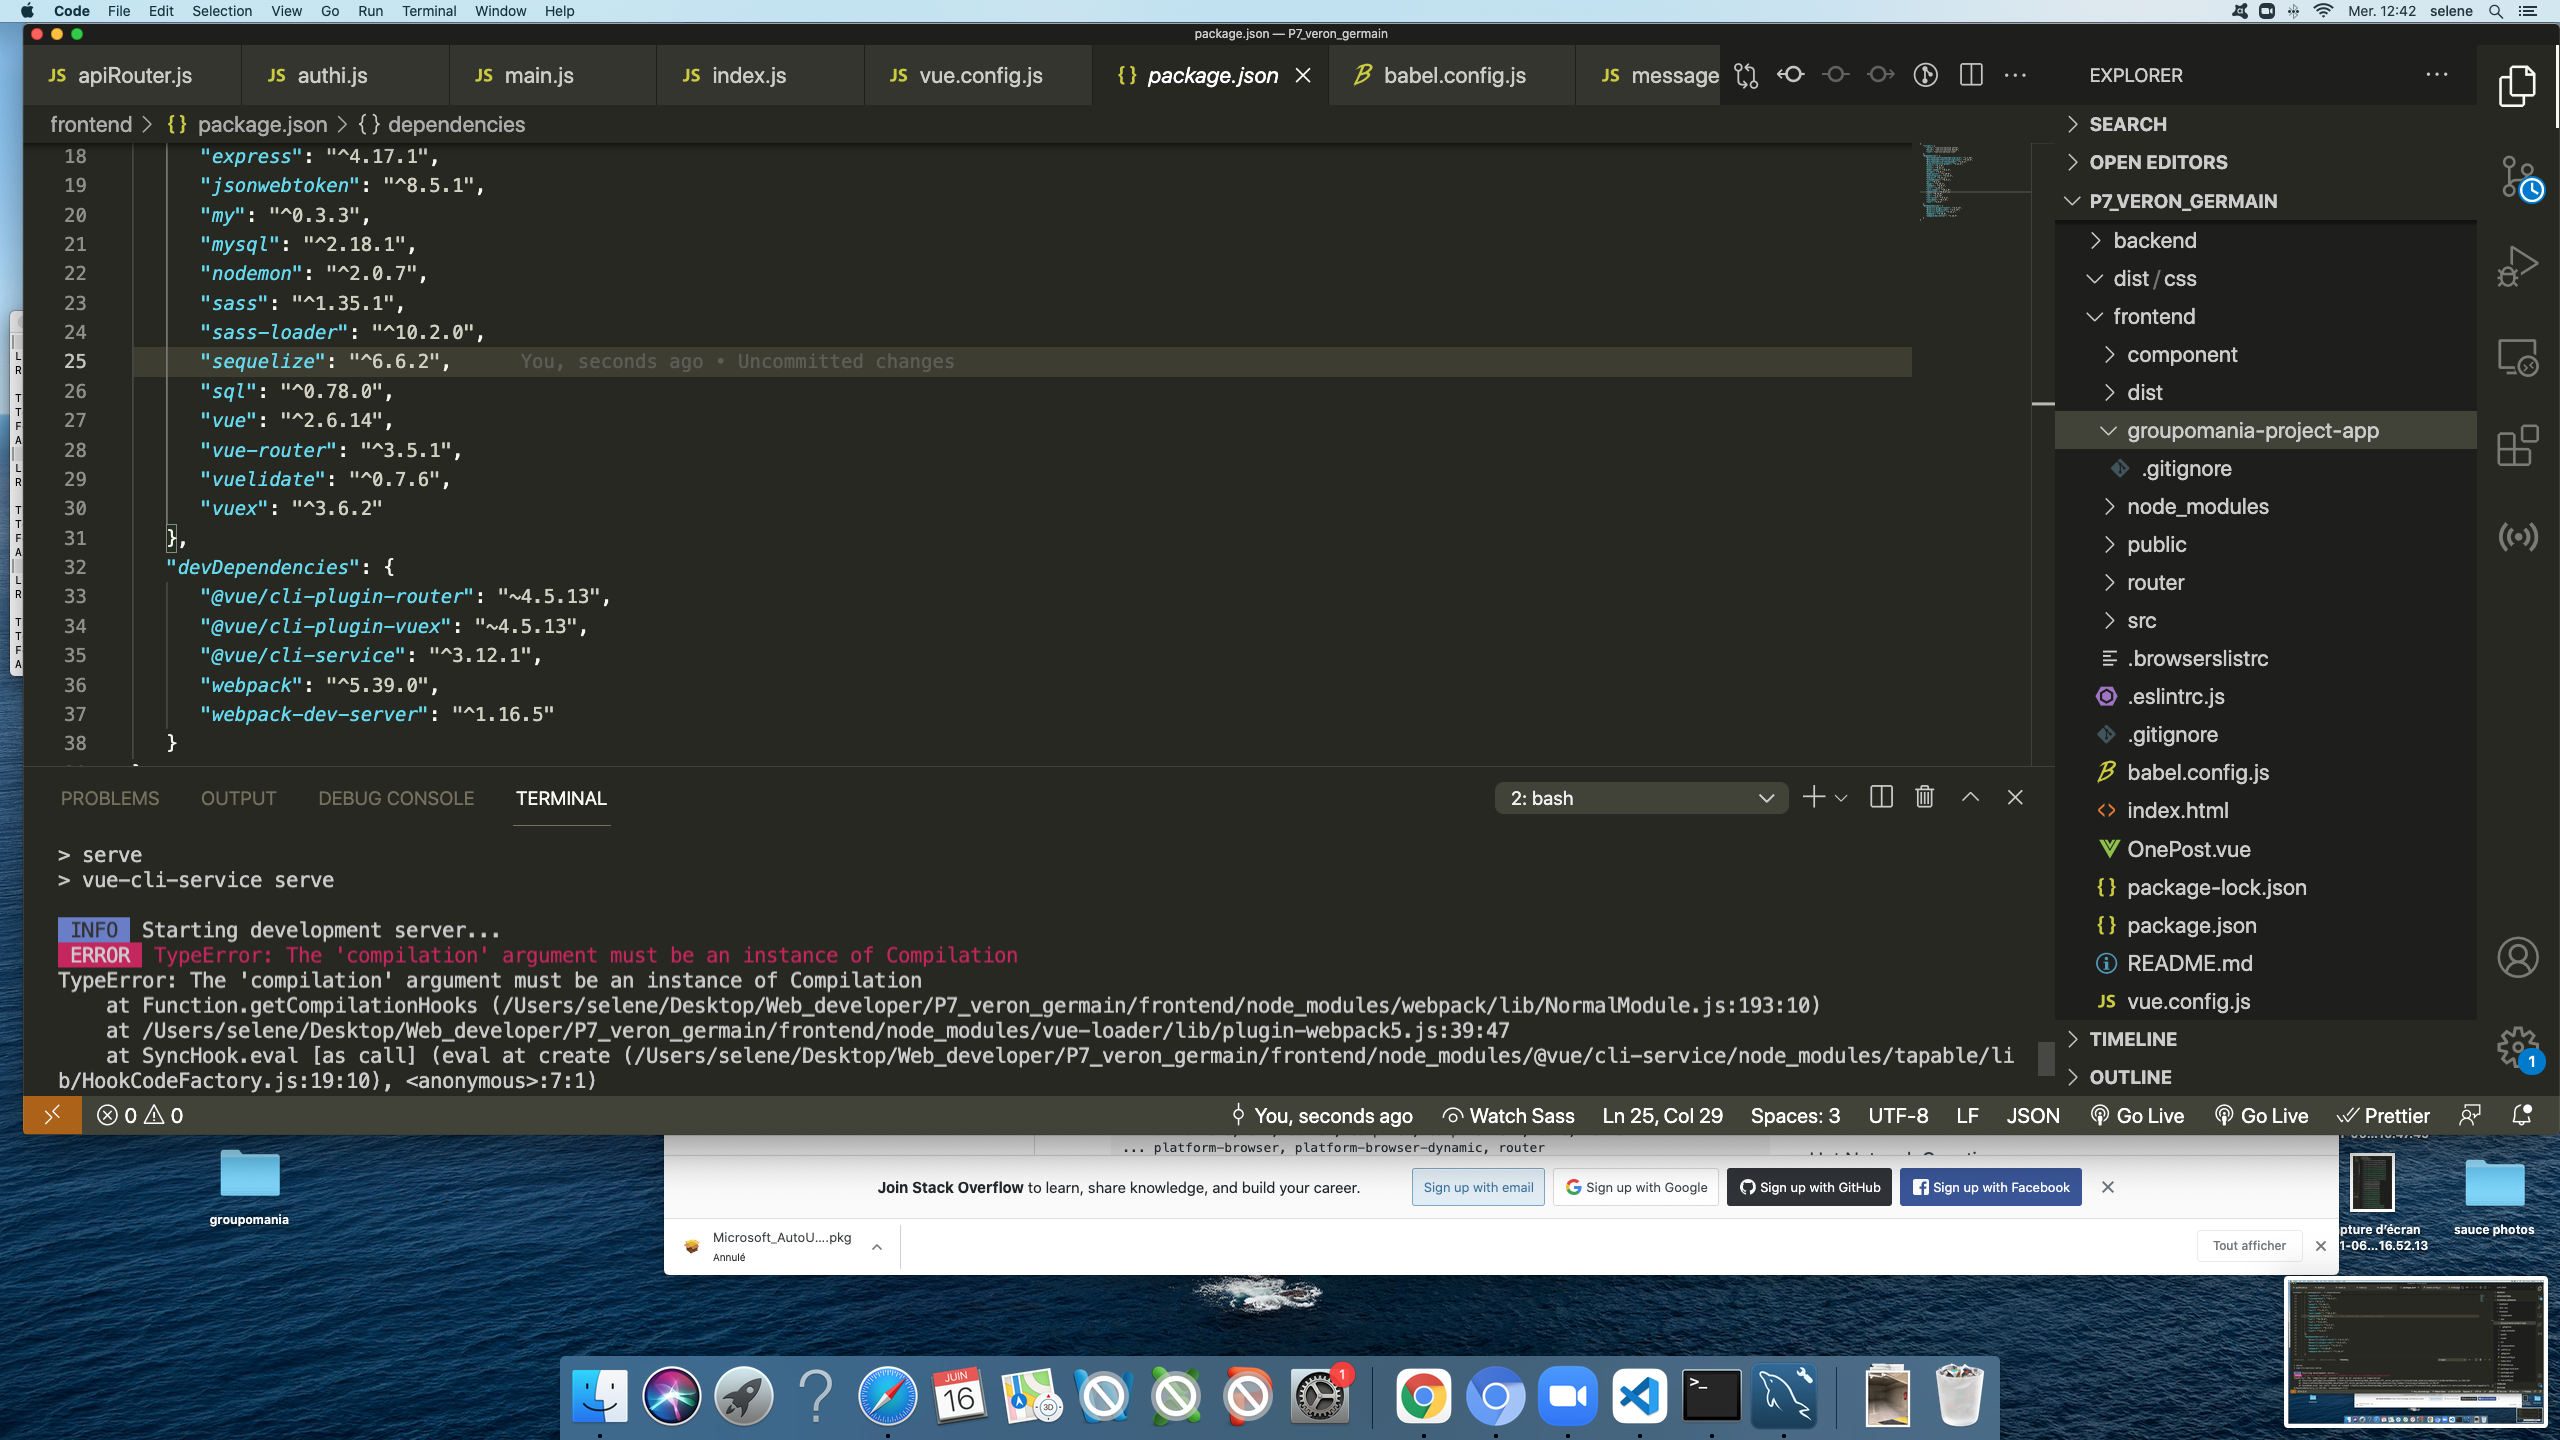 Code File Edit Selection View Go Run Terminal Window Help
Mer. 12:42 selene
package.json — P7_veron_germain
JS apiRouter.js
JS authi.js
JS main.js
JS index.js
JS vue.config.js
{} package.json
babel.config.js
JS message
EXPLORER
frontend > {} package.json > {} dependencies
18 "express": "^4.17.1",
19 "jsonwebtoken": "^8.5.1",
20 "my": "^0.3.3",
21 "mysql": "^2.18.1",
22 "nodemon": "^2.0.7",
23 "sass": "^1.35.1",
24 "sass-loader": "^10.2.0",
25 "sequelize": "^6.6.2", You, seconds ago • Uncommitted changes
26 "sql": "^0.78.0",
27 "vue": "^2.6.14",
28 "vue-router": "^3.5.1",
29 "vuelidate": "^0.7.6",
30 "vuex": "^3.6.2"
31 },
32 "devDependencies": {
33 "@vue/cli-plugin-router": "~4.5.13",
34 "@vue/cli-plugin-vuex": "~4.5.13",
35 "@vue/cli-service": "^3.12.1",
36 "webpack": "^5.39.0",
37 "webpack-dev-server": "^1.16.5"
38 }
SEARCH
OPEN EDITORS
P7_VERON_GERMAIN
backend
dist / css
frontend
component
dist
groupomania-project-app
.gitignore
node_modules
public
router
src
.browserslistrc
.eslintrc.js
.gitignore
babel.config.js
index.html
OnePost.vue
{} package-lock.json
{} package.json
README.md
JS vue.config.js
TIMELINE
OUTLINE
1
PROBLEMS OUTPUT DEBUG CONSOLE TERMINAL
2: bash
> serve
> vue-cli-service serve
INFO Starting development server...
ERROR TypeError: The 'compilation' argument must be an instance of Compilation
TypeError: The 'compilation' argument must be an instance of Compilation
at Function.getCompilationHooks (/Users/selene/Desktop/Web_developer/P7_veron_germain/frontend/node_modules/webpack/lib/NormalModule.js:193:10)
at /Users/selene/Desktop/Web_developer/P7_veron_germain/frontend/node_modules/vue-loader/lib/plugin-webpack5.js:39:47
at SyncHook.eval [as call] (eval at create (/Users/selene/Desktop/Web_developer/P7_veron_germain/frontend/node_modules/@vue/cli-service/node_modules/tapable/li
b/HookCodeFactory.js:19:10), <anonymous>:7:1)
0 0
You, seconds ago Watch Sass Ln 25, Col 29 Spaces: 3 UTF-8 LF JSON Go Live Go Live Prettier
... platform-browser, platform-browser-dynamic, router
Join Stack Overflow to learn, share knowledge, and build your career.
Sign up with email
Sign up with Google
Sign up with GitHub
Sign up with Facebook
Microsoft_AutoU....pkg
Annulé
Tout afficher
groupomania
pture d'écran
1-06...16.52.13
sauce photos
JUIN
16
3D
1
>_